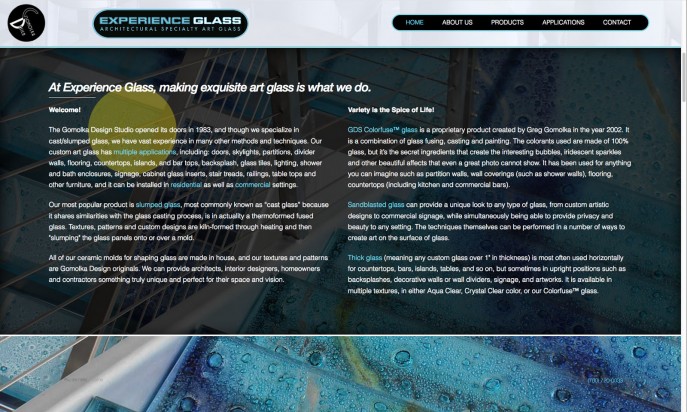 EXPERIENCE GLASS
ARCHITECTURAL SPECIALTY ART GLASS
HOME ABOUT US PRODUCTS APPLICATIONS CONTACT
At Experience Glass, making exquisite art glass is what we do.
Welcome!
The Gomolka Design Studio opened its doors in 1983, and though we specialize in
cast/slumped glass, we have vast experience in many other methods and techniques. Our
custom art glass has multiple applications, including: doors, skylights, partitions, divider
walls, flooring, countertops, islands, and bar tops, backsplash, glass tiles, lighting, shower
and bath enclosures, signage, cabinet glass inserts, stair treads, railings, table tops and
other furniture, and it can be installed in residential as well as commercial settings.
Our most popular product is slumped glass, most commonly known as "cast glass" because
it shares similarities with the glass casting process, is in actuality a thermoformed fused
glass. Textures, patterns and custom designs are kiln-formed through heating and then
"slumping" the glass panels onto or over a mold.
All of our ceramic molds for shaping glass are made in house, and our textures and patterns
are Gomolka Design originals. We can provide architects, interior designers, homeowners
and contractors something truly unique and perfect for their space and vision.
Variety is the Spice of Life!
GDS Colorfuse™ glass is a proprietary product created by Greg Gomolka in the year 2002. It
is a combination of glass fusing, casting and painting. The colorants used are made of 100%
glass, but it's the secret ingredients that create the interesting bubbles, iridescent sparkles
and other beautiful affects that even a great photo cannot show. It has been used for anything
you can imagine such as partition walls, wall coverings (such as shower walls), flooring,
countertops (including kitchen and commercial bars).
Sandblasted glass can provide a unique look to any type of glass, from custom artistic
designs to commercial signage, while simultaneously being able to provide privacy and
beauty to any setting. The techniques themselves can be performed in a number of ways to
create art on the surface of glass.
Thick glass (meaning any custom glass over 1" in thickness) is most often used horizontally
for countertops, bars, islands, tables, and so on, but sometimes in upright positions such as
backsplashes, decorative walls or wall dividers, signage, and artworks. It is available in
multiple textures, in either Aqua Clear, Crystal Clear color, or our Colorfuse™ glass.